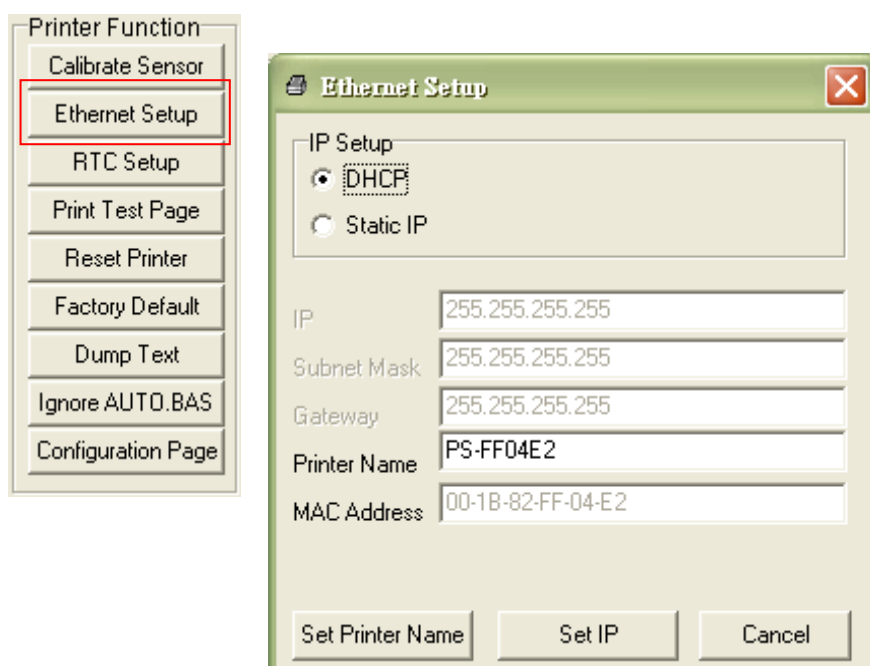 Printer Function
Calibrate Sensor
Ethernet Setup
RTC Setup
Print Test Page
Reset Printer
Factory Default
Dump Text
Ignore AUTO.BAS
Configuration Page
Ethernet Setup
IP Setup
DHCP
Static IP
IP 255.255.255.255
Subnet Mask 255.255.255.255
Gateway 255.255.255.255
Printer Name PS-FF04E2
MAC Address 00-1B-82-FF-04-E2
Set Printer Name Set IP Cancel